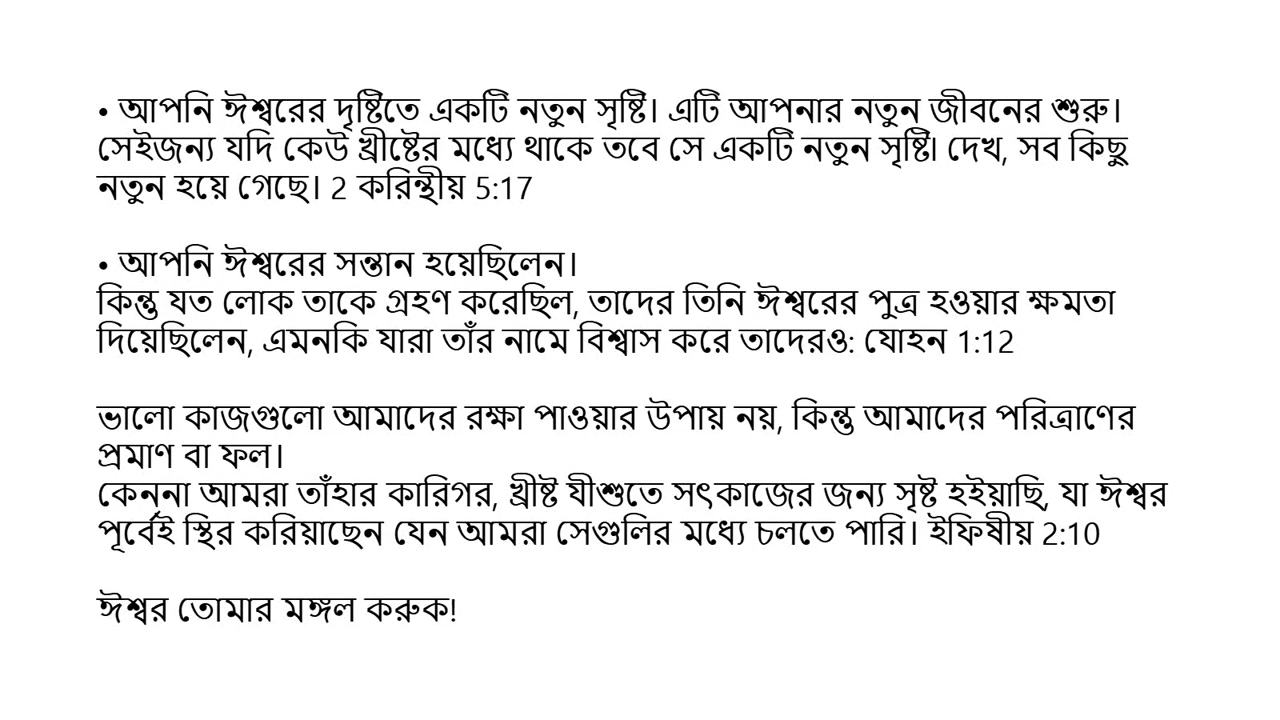 • আপনি ঈশ্বরের দৃষ্টিতে একটি নতুন সৃষ্টি। এটি আপনার নতুন জীবনের শুরু।
সেইজন্য যদি কেউ খ্রীষ্টের মধ্যে থাকে তবে সে একটি নতুন সৃষ্টি৷ দেখ, সব কিছু
নতুন হয়ে গেছে। 2 করিন্থীয় 5:17
• আপনি ঈশ্বরের সন্তান হয়েছিলেন।
কিন্তু যত লোক তাকে গ্রহণ করেছিল, তাদের তিনি ঈশ্বরের পুত্র হওয়ার ক্ষমতা
দিয়েছিলেন, এমনকি যারা তাঁর নামে বিশ্বাস করে তাদেরও: যোহন 1:12
ভালো কাজগুলো আমাদের রক্ষা পাওয়ার উপায় নয়, কিন্তু আমাদের পরিত্রাণের
প্রমাণ বা ফল।
কেননা আমরা তাঁহার কারিগর, খ্রীষ্ট যীশুতে সৎকাজের জন্য সৃষ্ট হইয়াছি, যা ঈশ্বর
পূর্বেই স্থির করিয়াছেন যেন আমরা সেগুলির মধ্যে চলতে পারি। ইফিষীয় 2:10
ঈশ্বর তোমার মঙ্গল করুক!